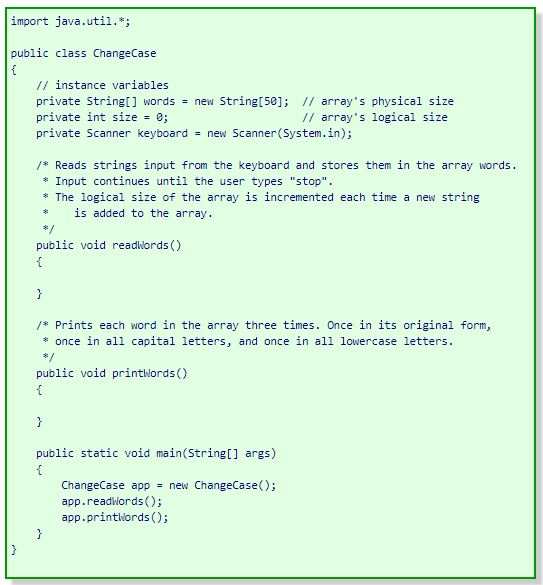 import java.util.*;

public class ChangeCase
{
    // instance variables
    private String[] words = new String[50];  // array's physical size
    private int size = 0;                     // array's logical size
    private Scanner keyboard = new Scanner(System.in);

    /* Reads strings input from the keyboard and stores them in the array words.
     * Input continues until the user types "stop".
     * The logical size of the array is incremented each time a new string
     *    is added to the array.
     */
    public void readWords()
    {

    }

    /* Prints each word in the array three times. Once in its original form,
     * once in all capital letters, and once in all lowercase letters.
     */
    public void printWords()
    {

    }

    public static void main(String[] args)
    {
        ChangeCase app = new ChangeCase();
        app.readWords();
        app.printWords();
    }
}